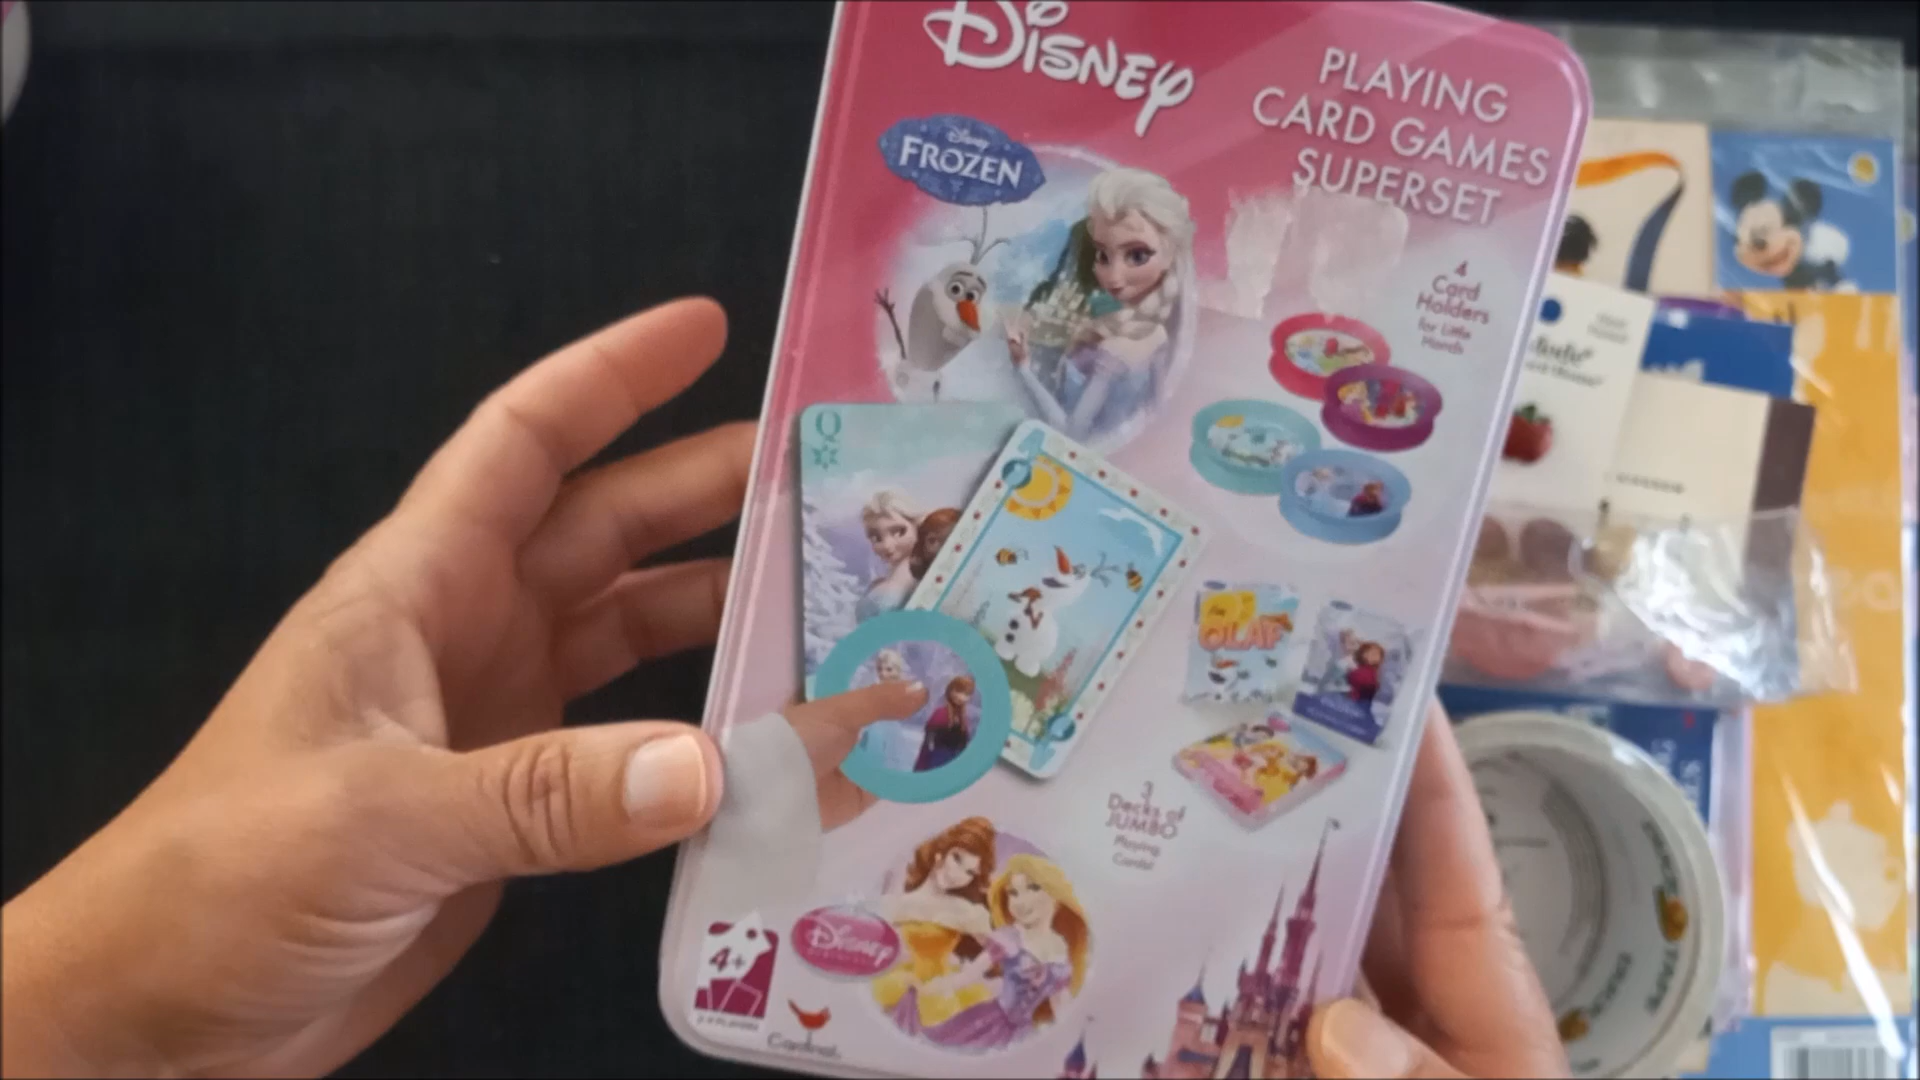 Disney
PLAYING
CARD GAMES
SUPERSET
Disney
FROZEN
4
Card
Holders
for Little
Hands
Q
OLAF
3
Decks of
JUMBO
Playing
Cards!
4+
Disney
Cardinal